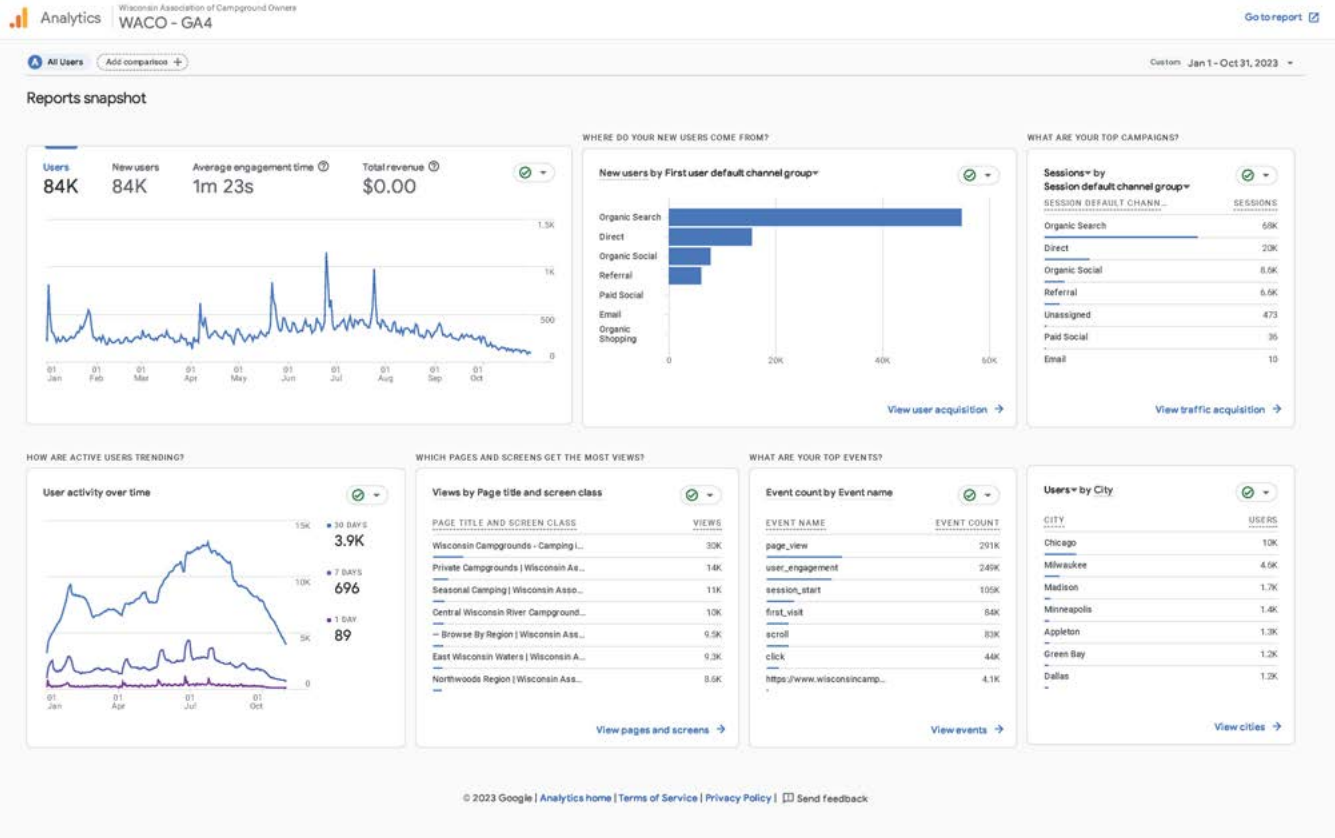 Analytics
Wisconsin Association of Campground Owners
WACO - GA4
Go to report
A All Users
Add comparison +
Custom Jan 1 - Oct 31, 2023
Reports snapshot
Users
84K
New users
84K
Average engagement time
1m 23s
Total revenue
$0.00
1.5K
1K
500
0
01 Jan
01 Feb
01 Mar
01 Apr
01 May
01 Jun
01 Jul
01 Aug
01 Sep
01 Oct
WHERE DO YOUR NEW USERS COME FROM?
New users by First user default channel group
Organic Search
Direct
Organic Social
Referral
Paid Social
Email
Organic
Shopping
0 20K 40K 60K
View user acquisition →
WHAT ARE YOUR TOP CAMPAIGNS?
Sessions by
Session default channel group
SESSION DEFAULT CHANN... SESSIONS
Organic Search 68K
Direct 20K
Organic Social 8.6K
Referral 6.6K
Unassigned 473
Paid Social 36
Email 10
View traffic acquisition →
HOW ARE ACTIVE USERS TRENDING?
User activity over time
15K
10K
5K
0
30 DAYS
3.9K
7 DAYS
696
1 DAY
89
01 Jan
01 Apr
01 Jul
01 Oct
WHICH PAGES AND SCREENS GET THE MOST VIEWS?
Views by Page title and screen class
PAGE TITLE AND SCREEN CLASS VIEWS
Wisconsin Campgrounds - Camping i... 30K
Private Campgrounds | Wisconsin As... 14K
Seasonal Camping | Wisconsin Asso... 11K
Central Wisconsin River Campground... 10K
– Browse By Region | Wisconsin Ass... 9.5K
East Wisconsin Waters | Wisconsin A... 9.3K
Northwoods Region | Wisconsin Ass... 8.6K
View pages and screens →
WHAT ARE YOUR TOP EVENTS?
Event count by Event name
EVENT NAME EVENT COUNT
page_view 291K
user_engagement 249K
session_start 105K
first_visit 84K
scroll 83K
click 44K
https://www.wisconsincamp... 4.1K
View events →
Users by City
CITY USERS
Chicago 10K
Milwaukee 4.6K
Madison 1.7K
Minneapolis 1.4K
Appleton 1.3K
Green Bay 1.2K
Dallas 1.2K
View cities →
© 2023 Google | Analytics home | Terms of Service | Privacy Policy | Send feedback